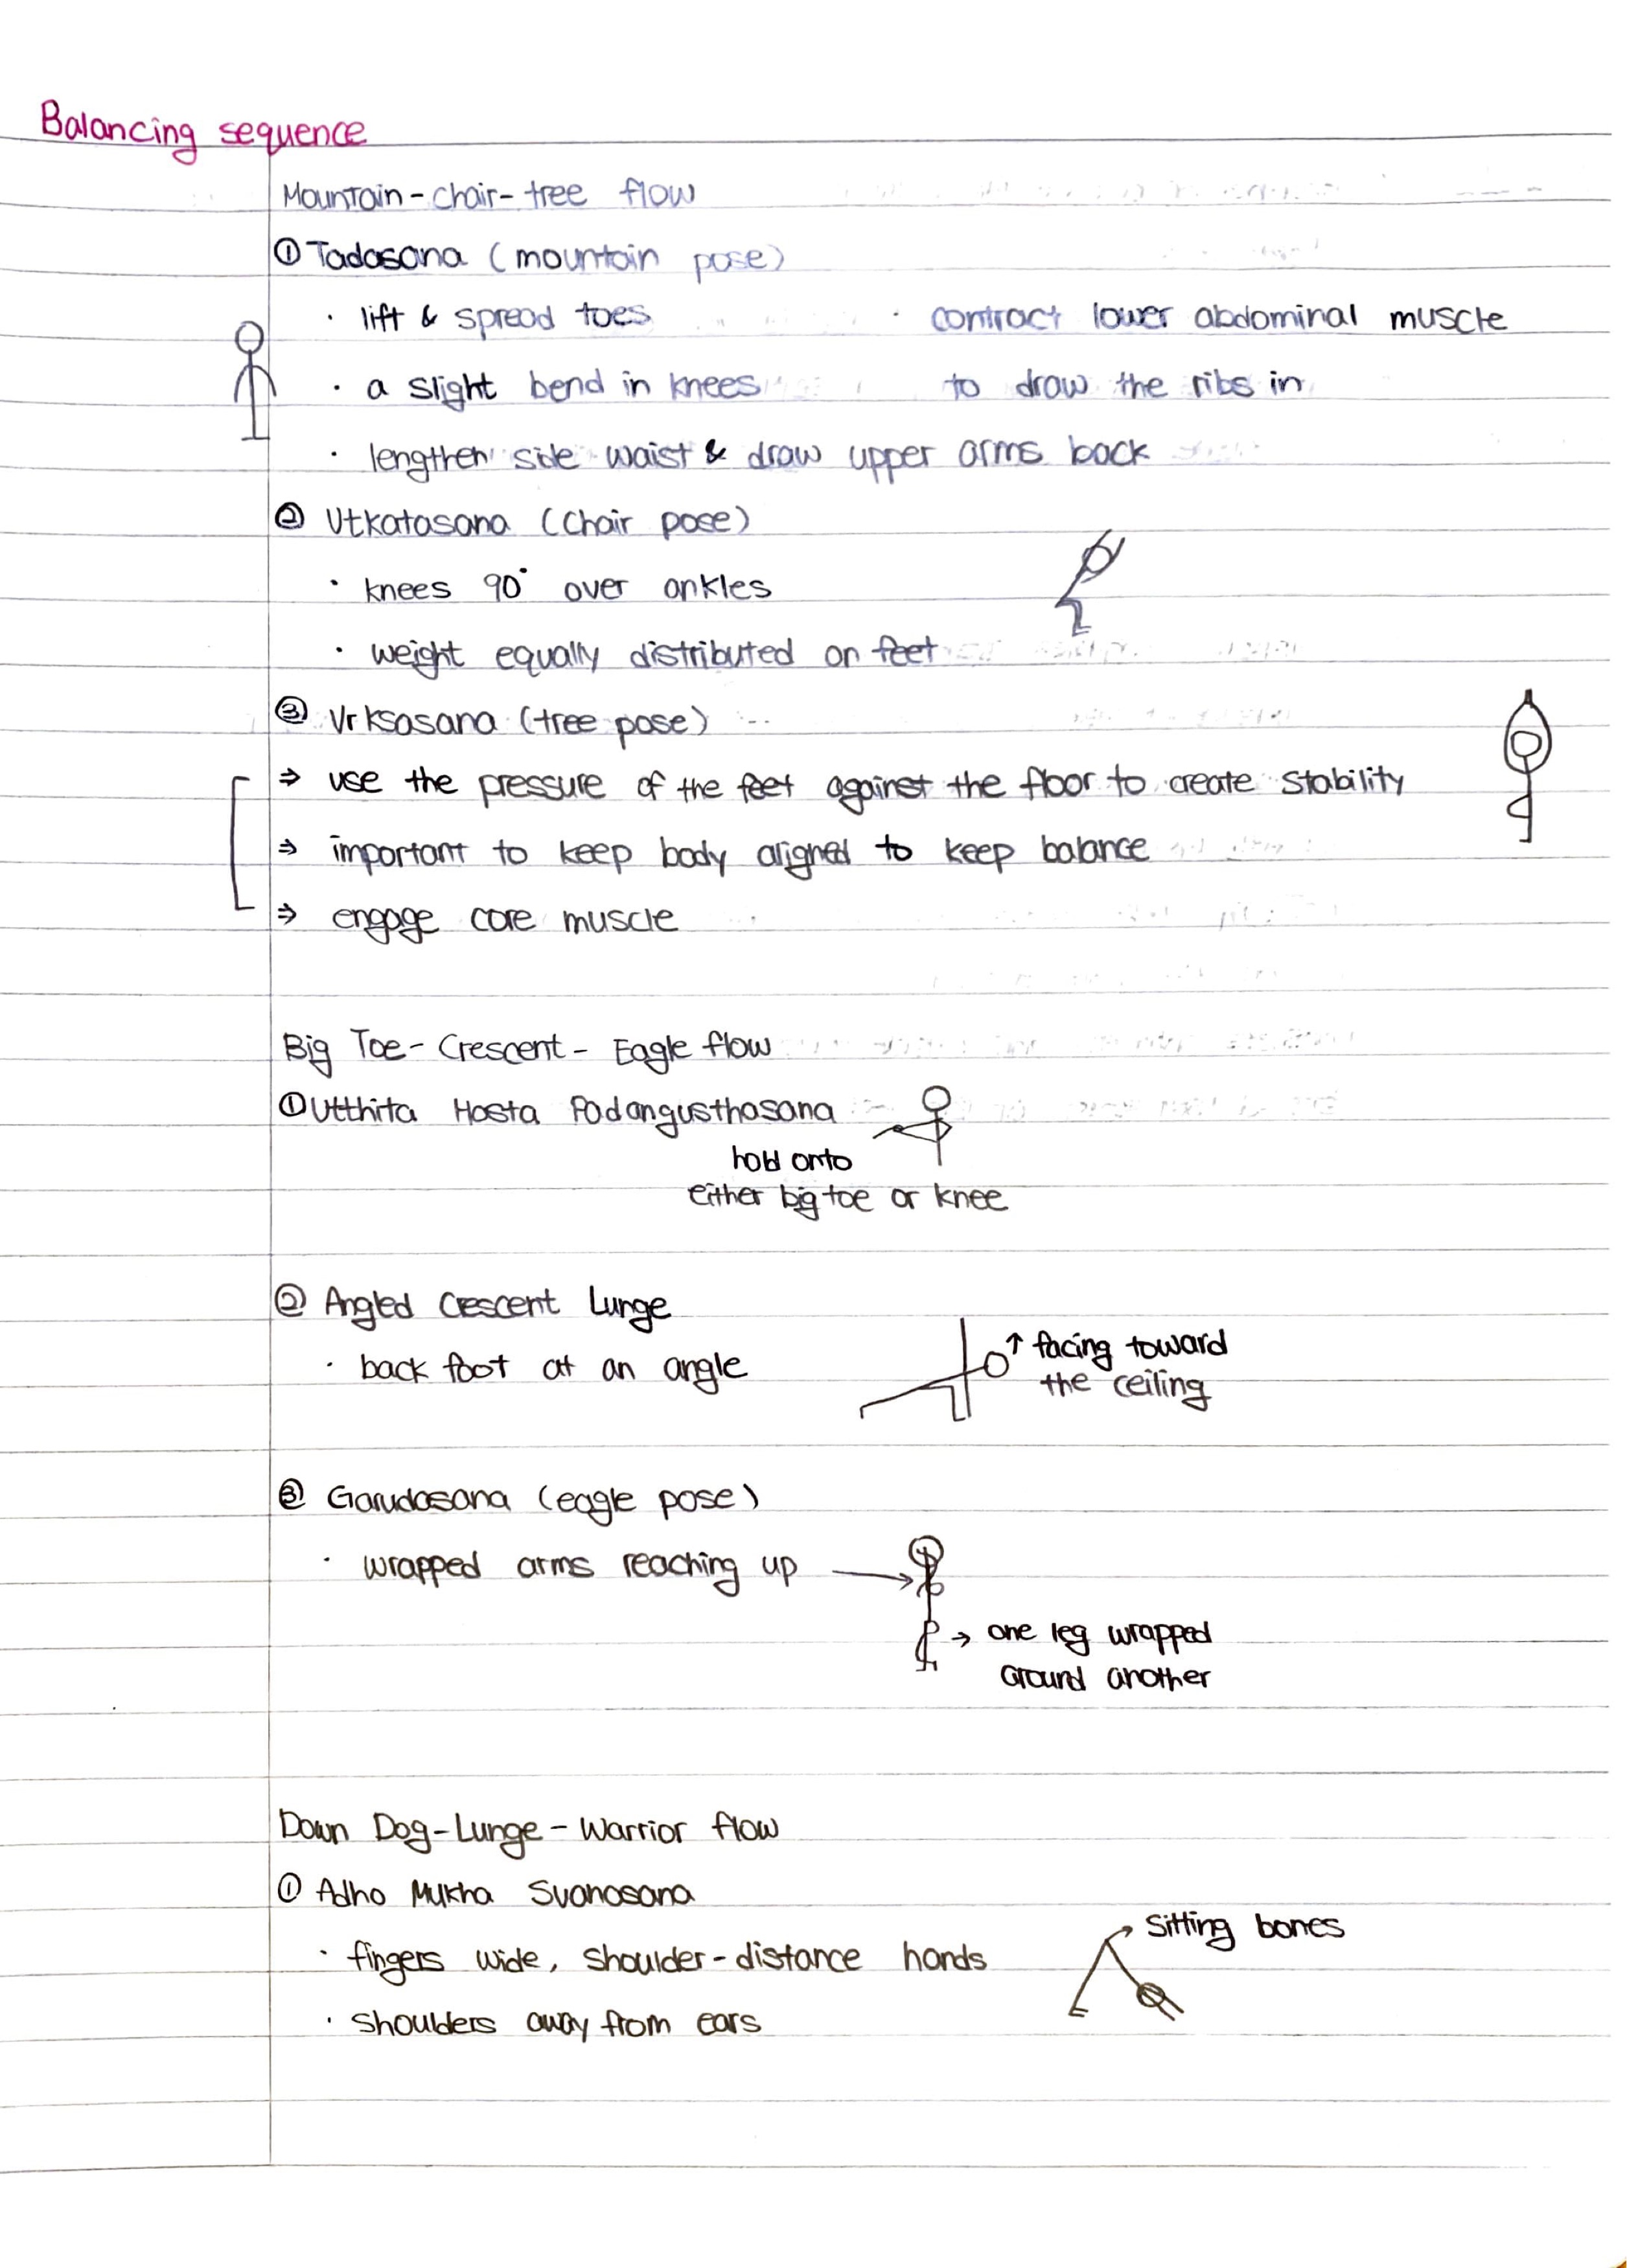 Balancing sequence
Mountain-chair-tree flow
① Tadasana (mountain pose)
· lift & spread toes · contract lower abdominal muscle
· a slight bend in knees to draw the ribs in
· lengthen side waist & draw upper arms back
② Utkatasana (Chair pose)
· knees 90° over ankles
· weight equally distributed on feet
③ Vrksasana (tree pose)
⇒ use the pressure of the feet against the floor to create stability
⇒ important to keep body aligned to keep balance
⇒ engage core muscle
Big Toe-Crescent-Eagle flow
① Utthita Hasta Padangusthasana
hold onto
either big toe or knee
② Angled Crescent Lunge
↑ facing toward
· back foot at an angle
the ceiling
③ Garudasana (eagle pose)
· wrapped arms reaching up →
→ one leg wrapped
around another
Down Dog-Lunge-Warrior flow
① Adho Mukha Svanasana
→ Sitting bones
· fingers wide, shoulder-distance hands
· shoulders away from ears